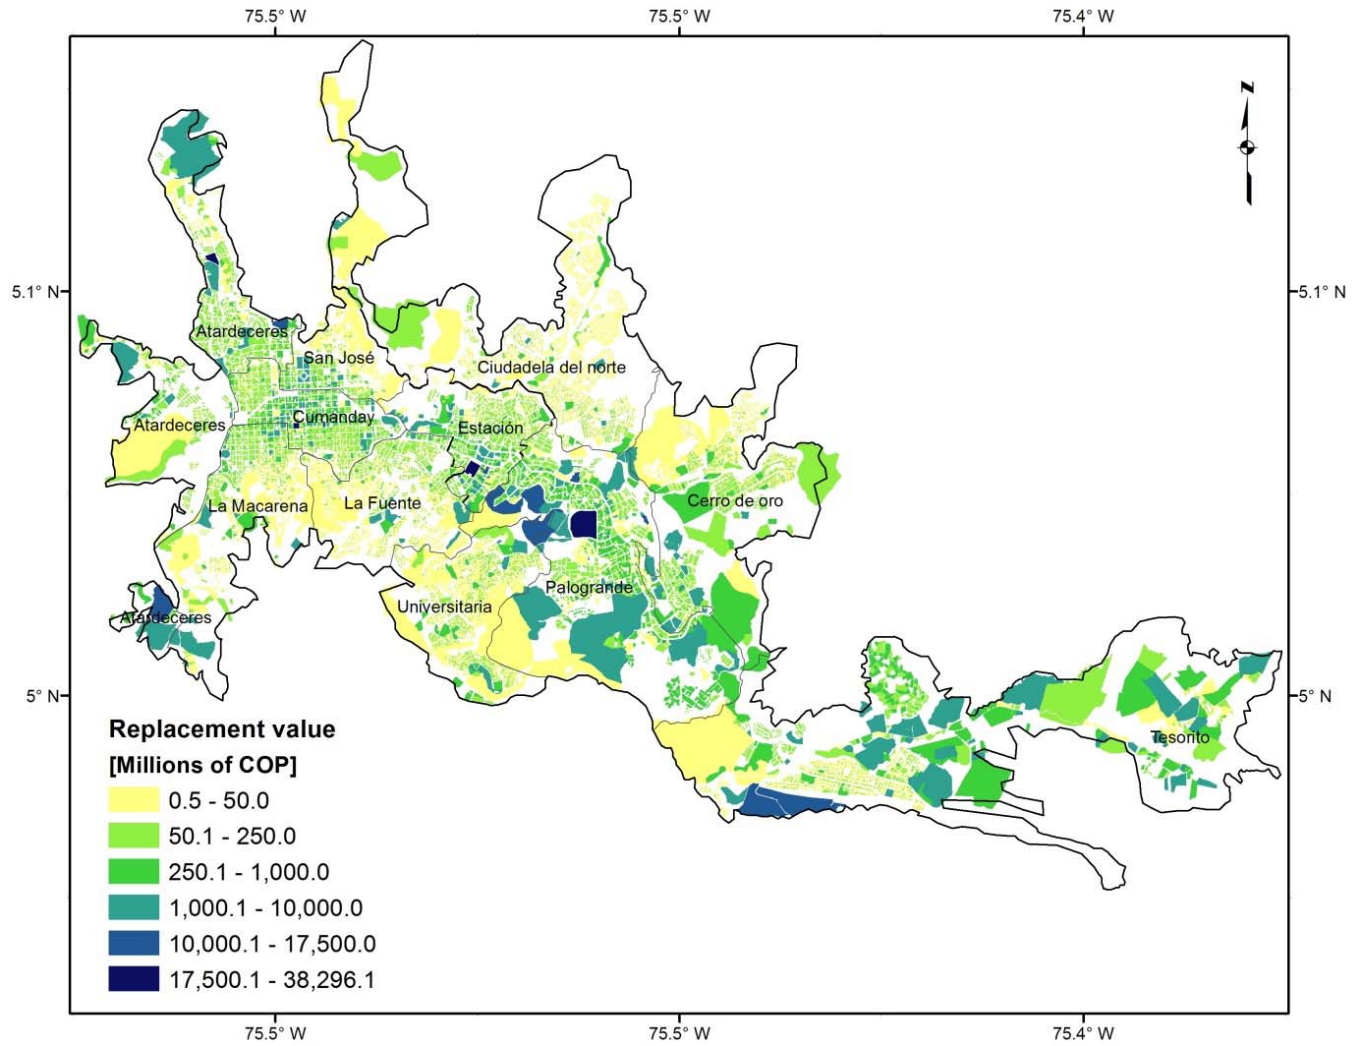 75.5° W
75.5° W
75.4° W
z
5.1° N
5.1° N
Atardeceres
San José
Ciudadela del norte
Atardeceres
Cumanday
Estación
La Macarena
La Fuente
Cerro de oro
Palogrande
Universitaria
Atardeceres
5° N
5° N
Tesorito
Replacement value
[Millions of COP]
0.5 - 50.0
50.1 - 250.0
250.1 - 1,000.0
1,000.1 - 10,000.0
10,000.1 - 17,500.0
17,500.1 - 38,296.1
75.5° W
75.5° W
75.4° W